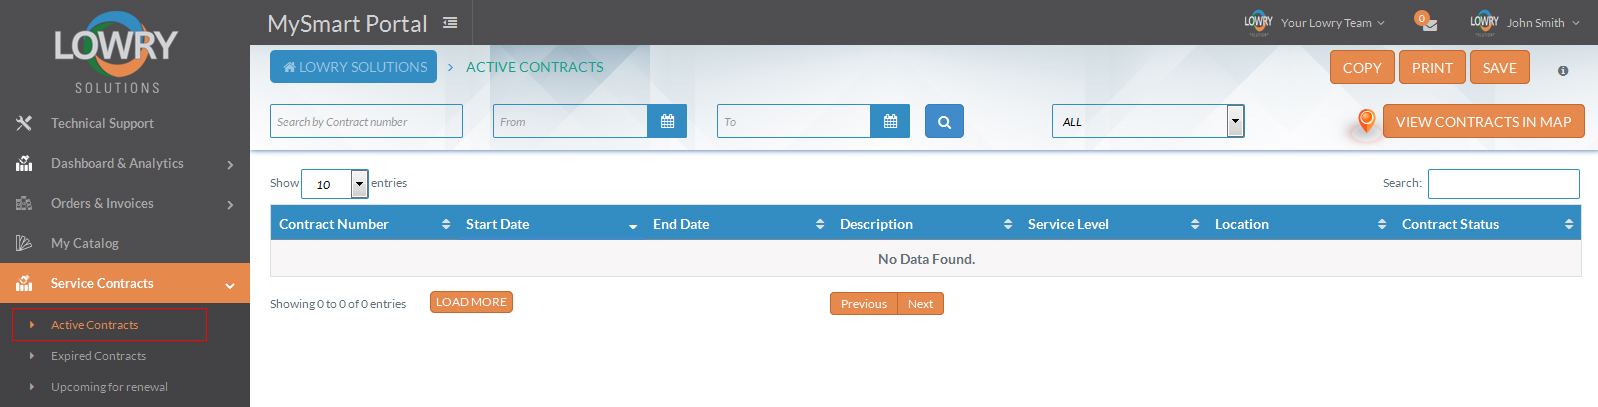 LOWRY
SOLUTIONS
Technical Support
Dashboard & Analytics
Orders & Invoices
My Catalog
Service Contracts
Active Contracts
Expired Contracts
Upcoming for renewal
MySmart Portal
Your Lowry Team
0
John Smith
LOWRY SOLUTIONS > ACTIVE CONTRACTS
COPY PRINT SAVE
Search by Contract number
From
To
ALL
VIEW CONTRACTS IN MAP
Show 10 entries
Search:
Contract Number Start Date End Date Description Service Level Location Contract Status
No Data Found.
Showing 0 to 0 of 0 entries
LOAD MORE
Previous Next